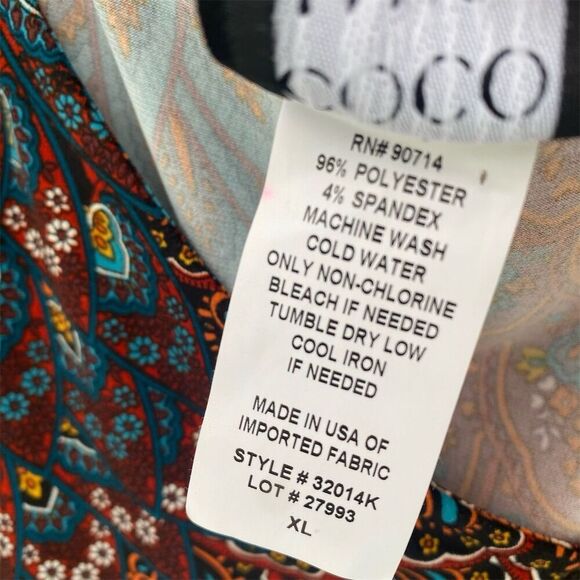 COCO
RN# 90714
96% POLYESTER
4% SPANDEX
MACHINE WASH
COLD WATER
ONLY NON-CHLORINE
BLEACH IF NEEDED
TUMBLE DRY LOW
COOL IRON
IF NEEDED
MADE IN USA OF
IMPORTED FABRIC
STYLE # 32014K
LOT # 27993
XL